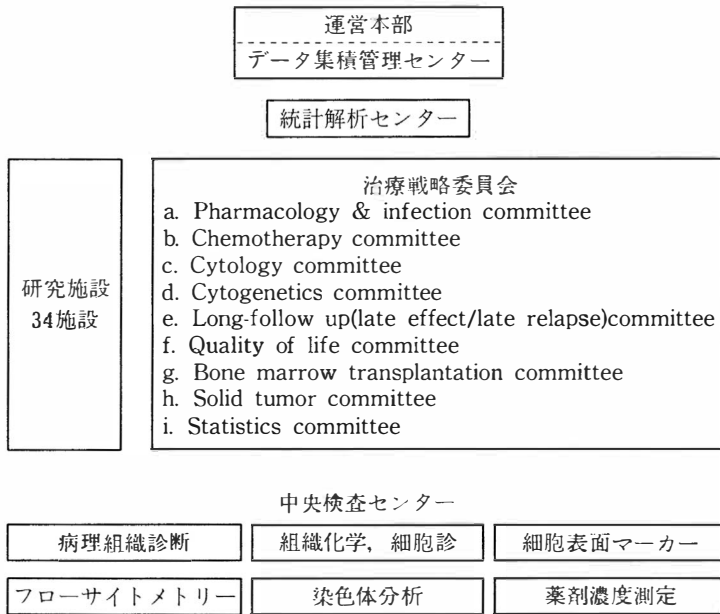 運営本部
データ集積管理センター
統計解析センター
研究施設
34施設
治療戦略委員会
a. Pharmacology & infection committee
b. Chemotherapy committee
c. Cytology committee
d. Cytogenetics committee
e. Long-follow up(late effect/late relapse)committee
f. Quality of life committee
g. Bone marrow transplantation committee
h. Solid tumor committee
i. Statistics committee
中央検査センター
病理組織診断
組織化学，細胞診
細胞表面マーカー
フローサイトメトリー
染色体分析
薬剤濃度測定